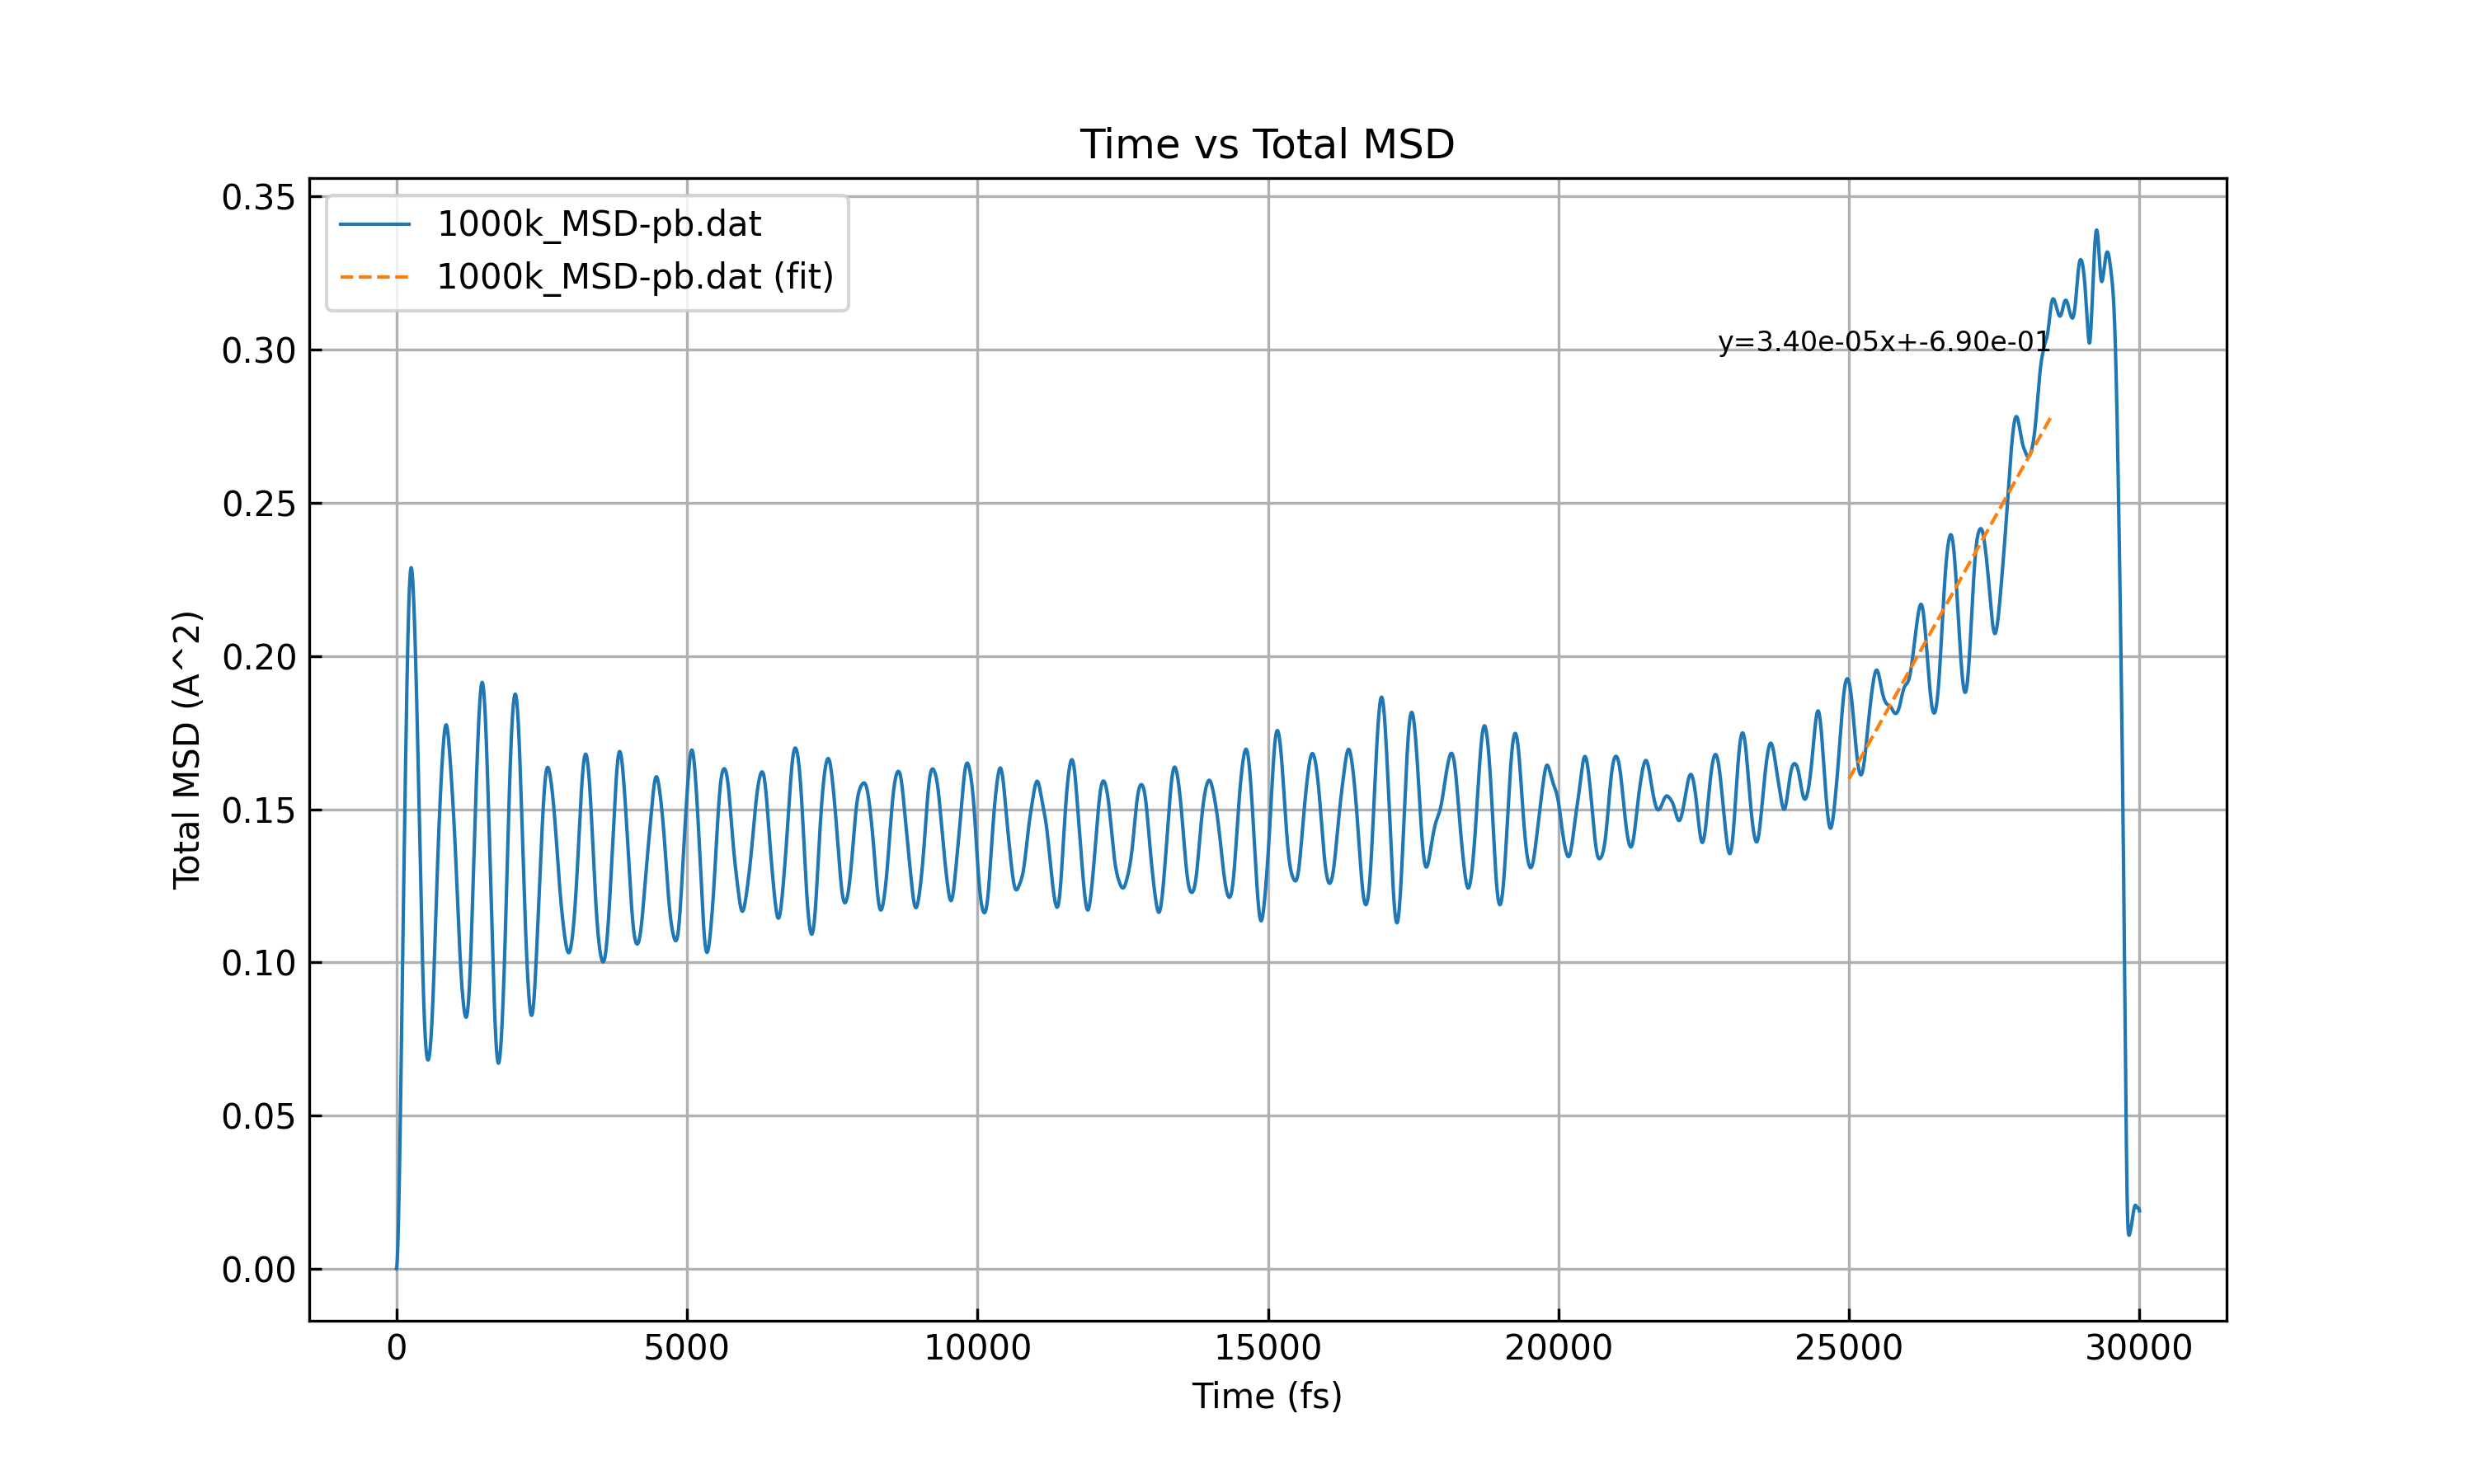 Time vs Total MSD
1000k_MSD-pb.dat
1000k_MSD-pb.dat (fit)
y=3.40e-05x+-6.90e-01
Total MSD (A^2)
0.35
0.30
0.25
0.20
0.15
0.10
0.05
0.00
0 5000 10000 15000 20000 25000 30000
Time (fs)